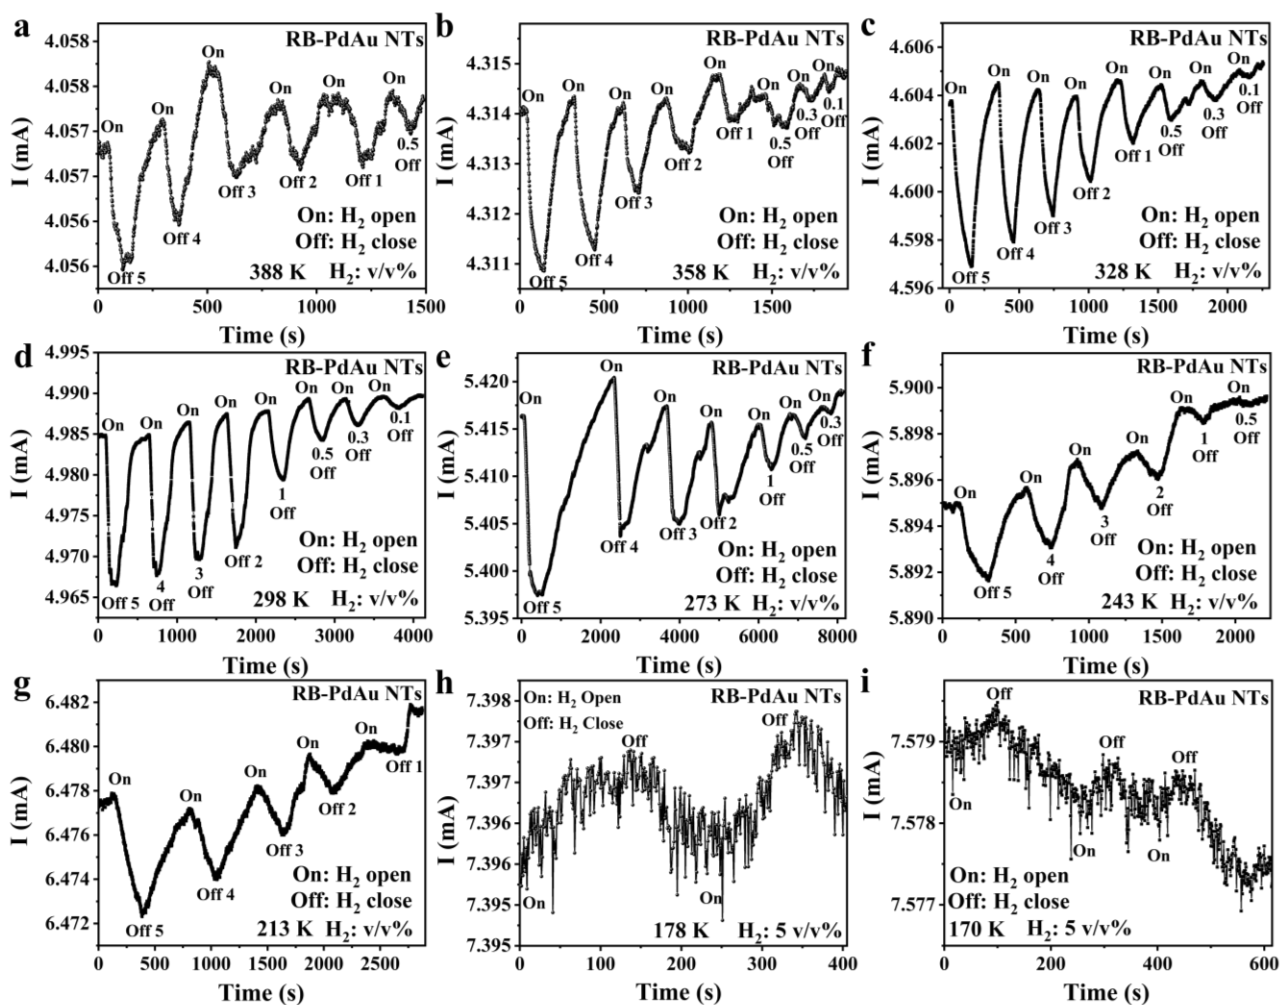 a
RB-PdAu NTs
I (mA)
4.058
4.058
4.057
4.057
4.056
4.056
On
On
On
On
On
On
Off 5
Off 4
Off 3
Off 2
Off 1
0.5
Off
On: H₂ open
Off: H₂ close
388 K H₂: v/v%
0 500 1000 1500
Time (s)
b
RB-PdAu NTs
I (mA)
4.315
4.314
4.313
4.312
4.311
On
On
On
On
On
On
On
On
Off 5
Off 4
Off 3
Off 2
Off 1
0.5
Off
0.3
Off
0.1
Off
On: H₂ open
Off: H₂ close
358 K H₂: v/v%
0 500 1000 1500
Time (s)
c
RB-PdAu NTs
I (mA)
4.606
4.604
4.602
4.600
4.598
4.596
On
On
On
On
On
On
On
On
Off 5
Off 4
Off 3
Off 2
Off 1
0.5
Off
0.3
Off
0.1
Off
On: H₂ open
Off: H₂ close
328 K H₂: v/v%
0 500 1000 1500 2000
Time (s)
d
RB-PdAu NTs
I (mA)
4.995
4.990
4.985
4.980
4.975
4.970
4.965
On
On
On
On
On
On
On
On
Off 5
4
Off
3
Off
Off 2
1
Off
0.5
Off
0.3
Off
0.1
Off
On: H₂ open
Off: H₂ close
298 K H₂: v/v%
0 1000 2000 3000 4000
Time (s)
e
RB-PdAu NTs
I (mA)
5.420
5.415
5.410
5.405
5.400
5.395
On
On
On
On
On
On
On
Off 5
Off 4
Off 3
Off 2
1
Off
0.5
Off
0.3
Off
On: H₂ open
Off: H₂ close
273 K H₂: v/v%
0 2000 4000 6000 8000
Time (s)
f
RB-PdAu NTs
I (mA)
5.900
5.898
5.896
5.894
5.892
5.890
On
On
On
On
On
On
Off 5
4
Off
3
Off
2
Off
1
Off
0.5
Off
On: H₂ open
Off: H₂ close
243 K H₂: v/v%
0 500 1000 1500 2000
Time (s)
g
RB-PdAu NTs
I (mA)
6.482
6.480
6.478
6.476
6.474
6.472
On
On
On
On
On
Off 5
Off 4
Off 3
Off 2
Off 1
On: H₂ open
Off: H₂ close
213 K H₂: v/v%
0 500 1000 1500 2000 2500
Time (s)
h
RB-PdAu NTs
On: H₂ Open
Off: H₂ Close
I (mA)
7.398
7.397
7.397
7.396
7.396
7.395
7.395
Off
Off
On
On
178 K H₂: 5 v/v%
0 100 200 300 400
Time (s)
i
RB-PdAu NTs
I (mA)
7.579
7.578
7.577
Off
Off
Off
On
On
On
On: H₂ open
Off: H₂ close
170 K H₂: 5 v/v%
0 200 400 600
Time (s)